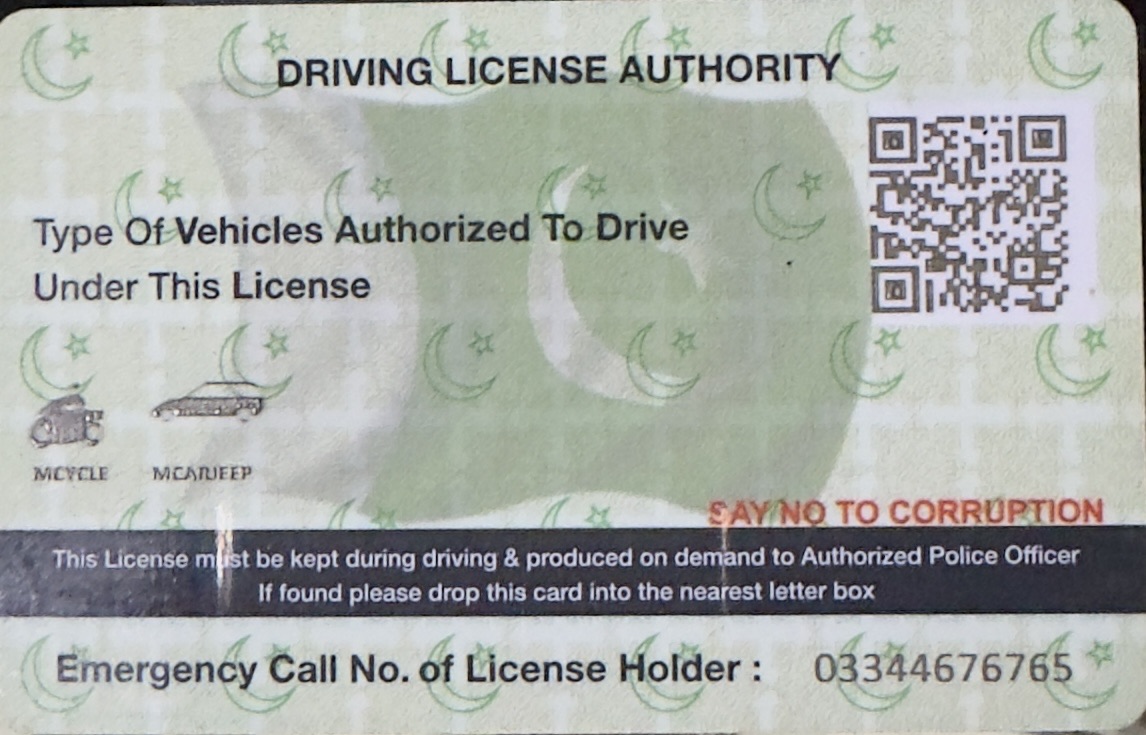 DRIVING LICENSE AUTHORITY
Type Of Vehicles Authorized To Drive
Under This License
MCYCLE MCAR/JEEP
SAY NO TO CORRUPTION
This License must be kept during driving & produced on demand to Authorized Police Officer
If found please drop this card into the nearest letter box
Emergency Call No. of License Holder : 03344676765